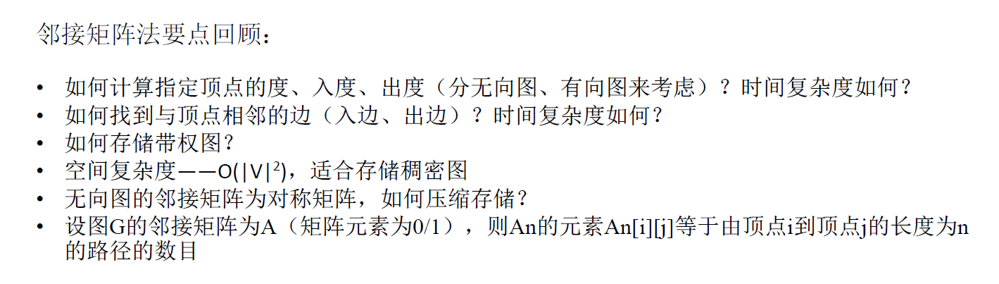 邻接矩阵法要点回顾：
• 如何计算指定顶点的度、入度、出度（分无向图、有向图来考虑）？时间复杂度如何？
• 如何找到与顶点相邻的边（入边、出边）？时间复杂度如何？
• 如何存储带权图？
• 空间复杂度——O(|V|²)，适合存储稠密图
• 无向图的邻接矩阵为对称矩阵，如何压缩存储？
• 设图G的邻接矩阵为A（矩阵元素为0/1），则An的元素An[i][j]等于由顶点i到顶点j的长度为n
的路径的数目